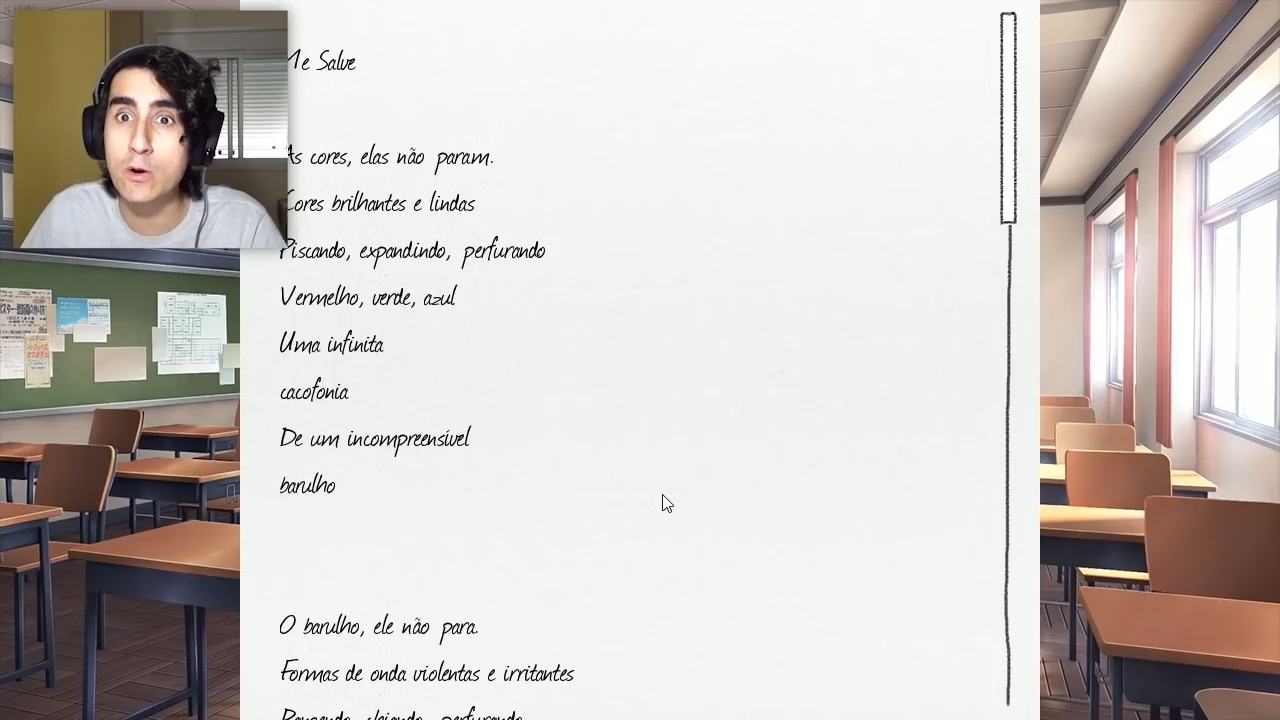 Me Salve
As cores, elas não param.
Cores brilhantes e lindas
Piscando, expandindo, perfurando
Vermelho, verde, azul
Uma infinita
cacofonia
De um incompreensível
barulho
O barulho, ele não para.
Formas de onda violentas e irritantes
perfurando